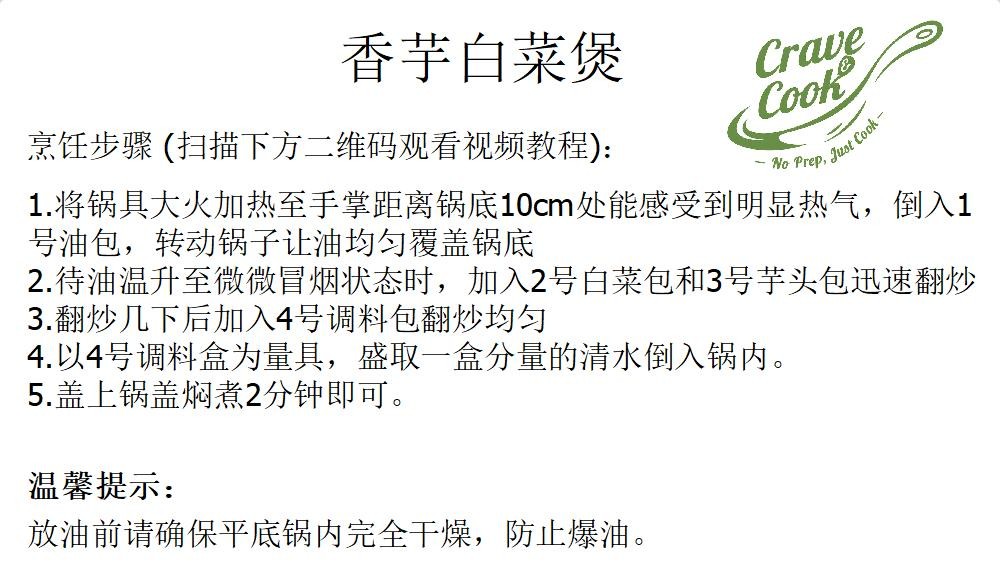 香芋白菜煲
Crave
&
Cook
No Prep, Just Cook
烹饪步骤 (扫描下方二维码观看视频教程)：
1.将锅具大火加热至手掌距离锅底10cm处能感受到明显热气，倒入1
号油包，转动锅子让油均匀覆盖锅底
2.待油温升至微微冒烟状态时，加入2号白菜包和3号芋头包迅速翻炒
3.翻炒几下后加入4号调料包翻炒均匀
4.以4号调料盒为量具，盛取一盒分量的清水倒入锅内。
5.盖上锅盖焖煮2分钟即可。
温馨提示：
放油前请确保平底锅内完全干燥，防止爆油。